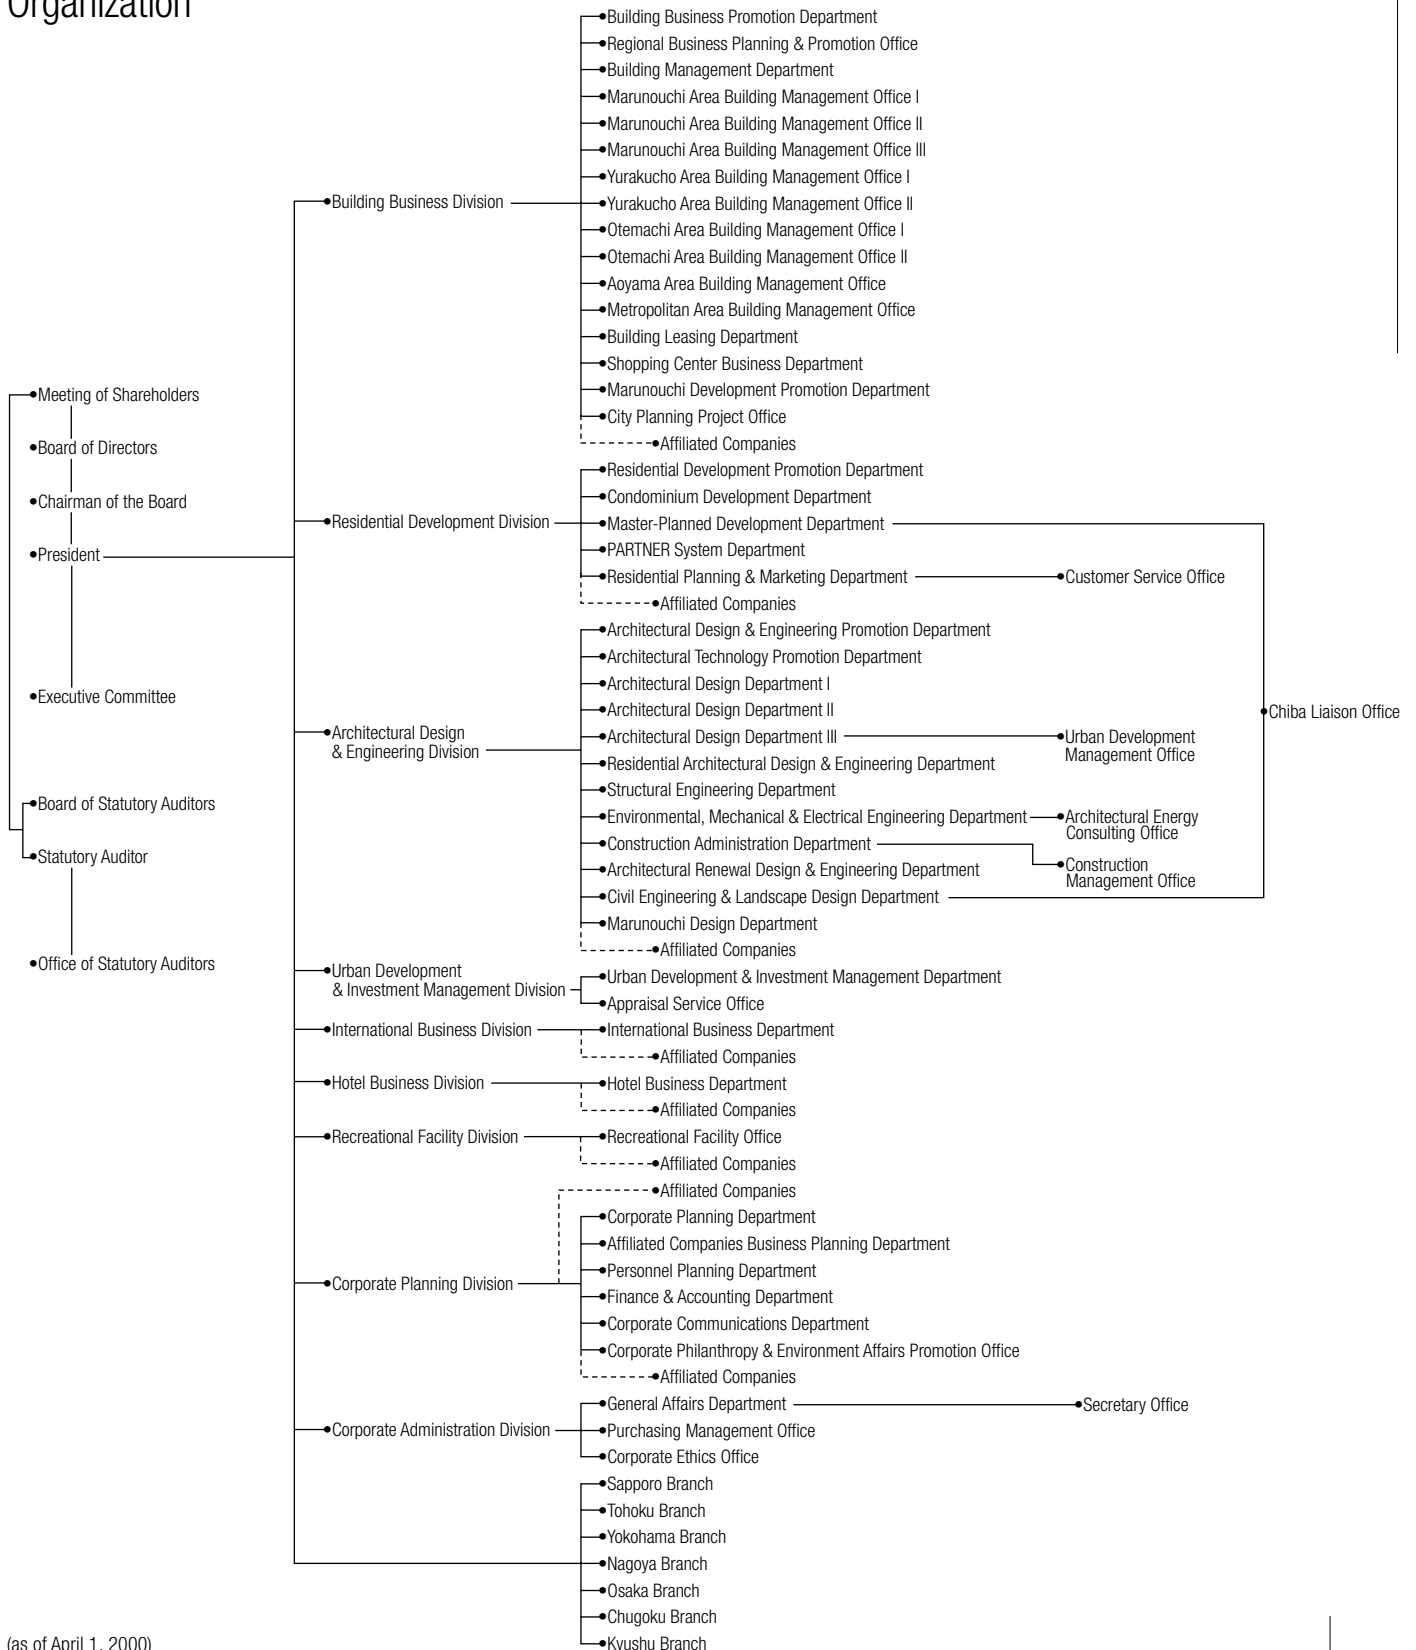 Organization
Meeting of Shareholders
Board of Directors
Chairman of the Board
President
Executive Committee
Board of Statutory Auditors
Statutory Auditor
Office of Statutory Auditors
Building Business Division
Building Business Promotion Department
Regional Business Planning & Promotion Office
Building Management Department
Marunouchi Area Building Management Office I
Marunouchi Area Building Management Office II
Marunouchi Area Building Management Office III
Yurakucho Area Building Management Office I
Yurakucho Area Building Management Office II
Otemachi Area Building Management Office I
Otemachi Area Building Management Office II
Aoyama Area Building Management Office
Metropolitan Area Building Management Office
Building Leasing Department
Shopping Center Business Department
Marunouchi Development Promotion Department
City Planning Project Office
Affiliated Companies
Residential Development Division
Residential Development Promotion Department
Condominium Development Department
Master-Planned Development Department
PARTNER System Department
Residential Planning & Marketing Department
Customer Service Office
Affiliated Companies
Architectural Design
& Engineering Division
Architectural Design & Engineering Promotion Department
Architectural Technology Promotion Department
Architectural Design Department I
Architectural Design Department II
Architectural Design Department III
Urban Development
Management Office
Residential Architectural Design & Engineering Department
Structural Engineering Department
Environmental, Mechanical & Electrical Engineering Department
Architectural Energy
Consulting Office
Construction Administration Department
Construction
Management Office
Architectural Renewal Design & Engineering Department
Civil Engineering & Landscape Design Department
Marunouchi Design Department
Affiliated Companies
Chiba Liaison Office
Urban Development
& Investment Management Division
Urban Development & Investment Management Department
Appraisal Service Office
International Business Division
International Business Department
Affiliated Companies
Hotel Business Division
Hotel Business Department
Affiliated Companies
Recreational Facility Division
Recreational Facility Office
Affiliated Companies
Affiliated Companies
Corporate Planning Division
Corporate Planning Department
Affiliated Companies Business Planning Department
Personnel Planning Department
Finance & Accounting Department
Corporate Communications Department
Corporate Philanthropy & Environment Affairs Promotion Office
Affiliated Companies
Corporate Administration Division
General Affairs Department
Secretary Office
Purchasing Management Office
Corporate Ethics Office
Sapporo Branch
Tohoku Branch
Yokohama Branch
Nagoya Branch
Osaka Branch
Chugoku Branch
Kyushu Branch
(as of April 1, 2000)